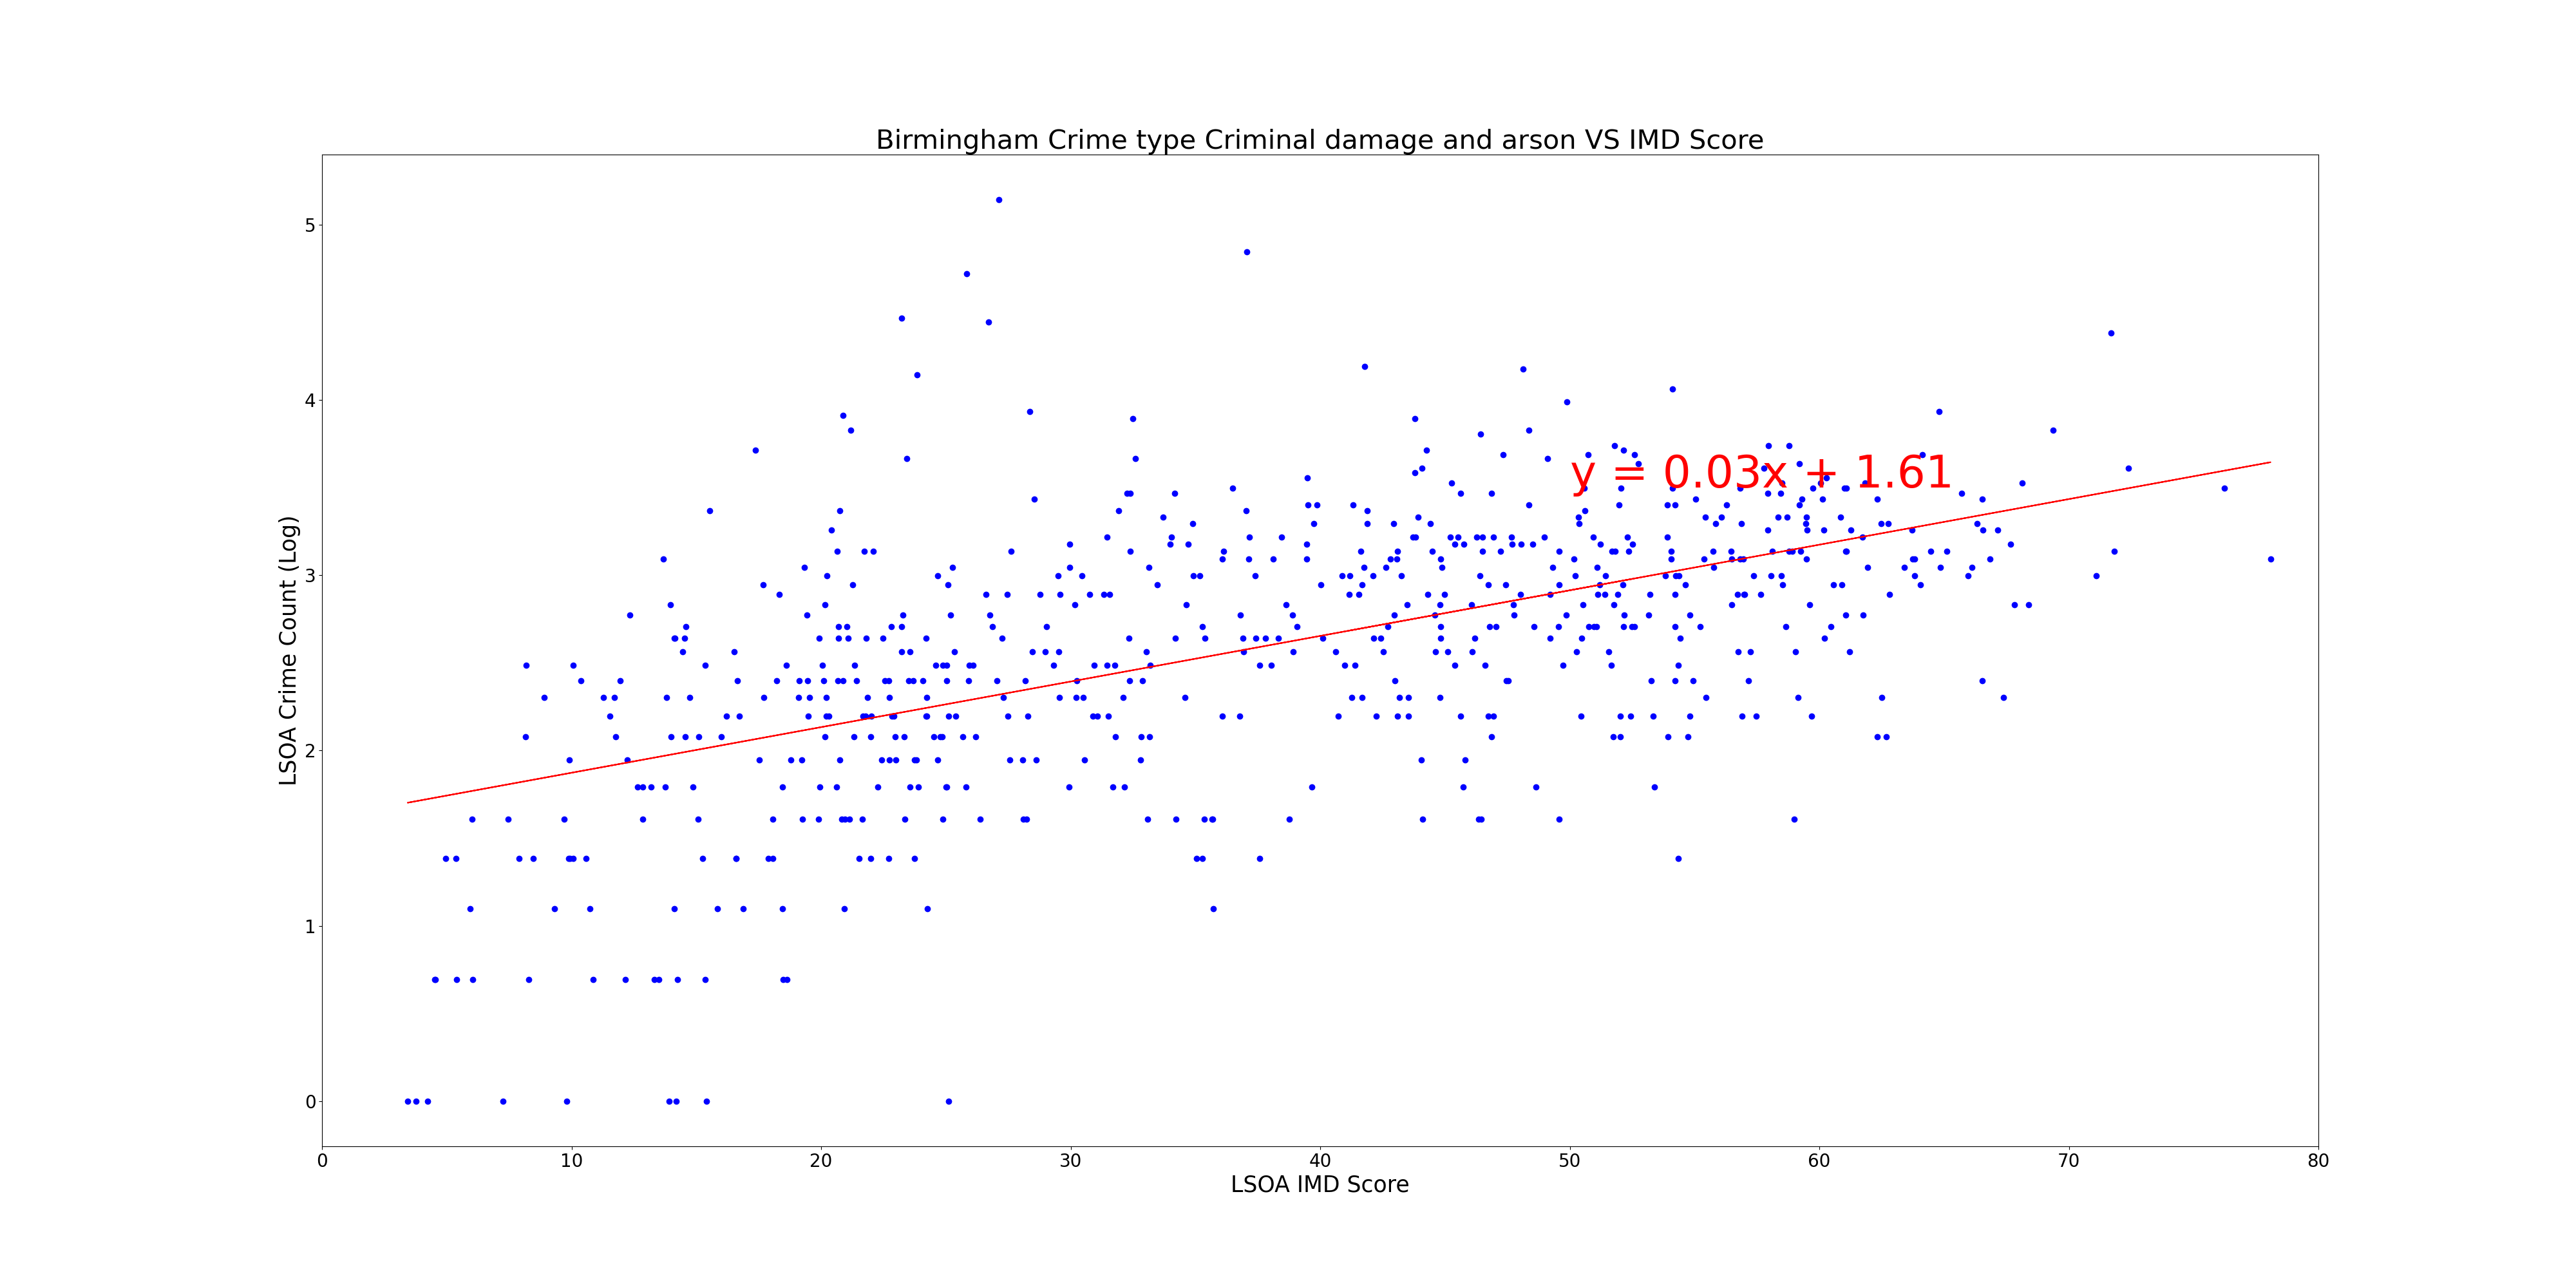 Birmingham Crime type Criminal damage and arson VS IMD Score
5
4
3
2
1
0
LSOA Crime Count (Log)
y = 0.03x + 1.61
0 10 20 30 40 50 60 70 80
LSOA IMD Score